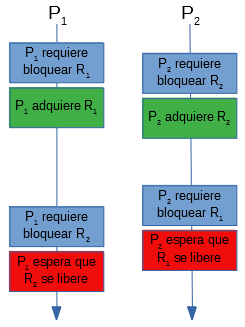 P₁
P₁ requiere
bloquear R₁
P₁ adquiere R₁
P₁ requiere
bloquear R₂
P₁ espera que
R₂ se libere
P₂
P₂ requiere
bloquear R₂
P₂ adquiere R₂
P₂ requiere
bloquear R₁
P₂ espera que
R₁ se libere